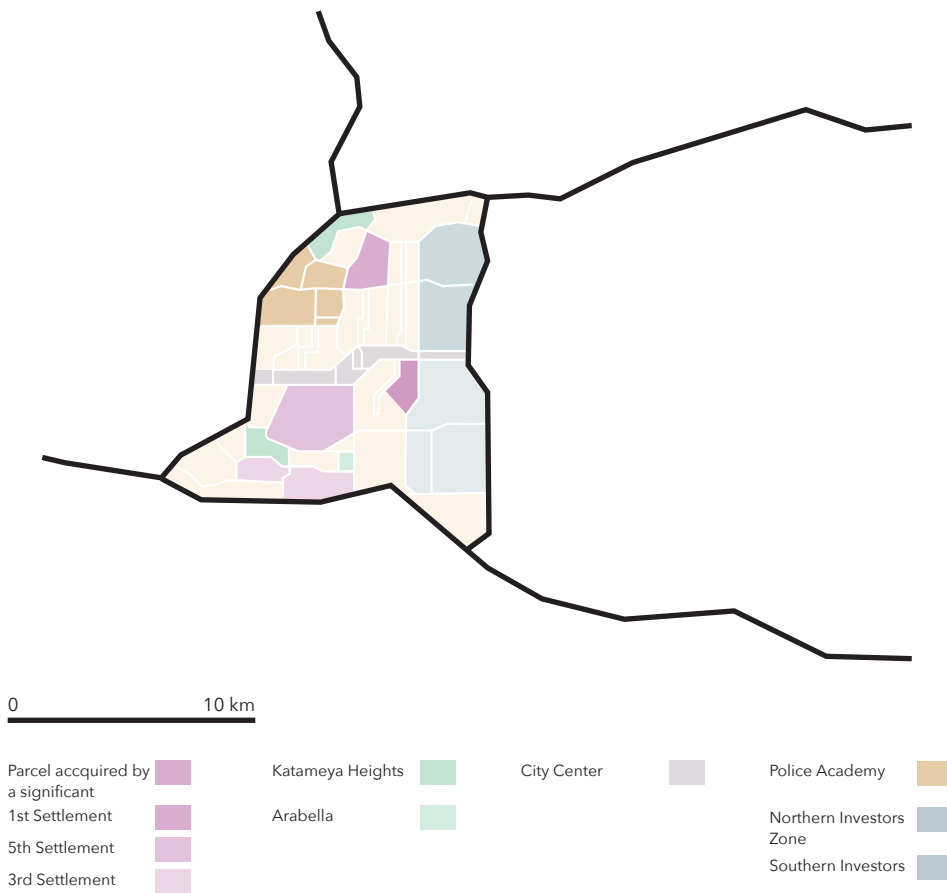 0
10 km
Parcel accquired by
a significant
1st Settlement
5th Settlement
3rd Settlement
Katameya Heights
Arabella
City Center
Police Academy
Northern Investors
Zone
Southern Investors